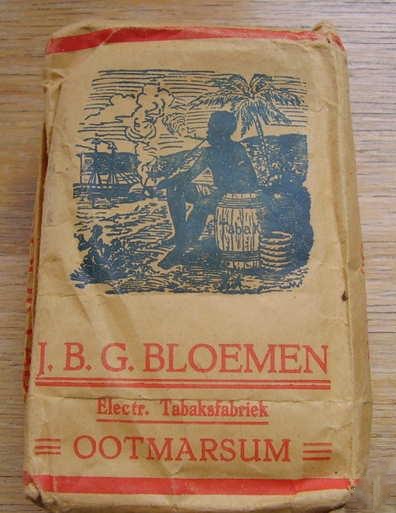 Tabak
J. B. G. BLOEMEN
Electr. Tabaksfabriek
OOTMARSUM